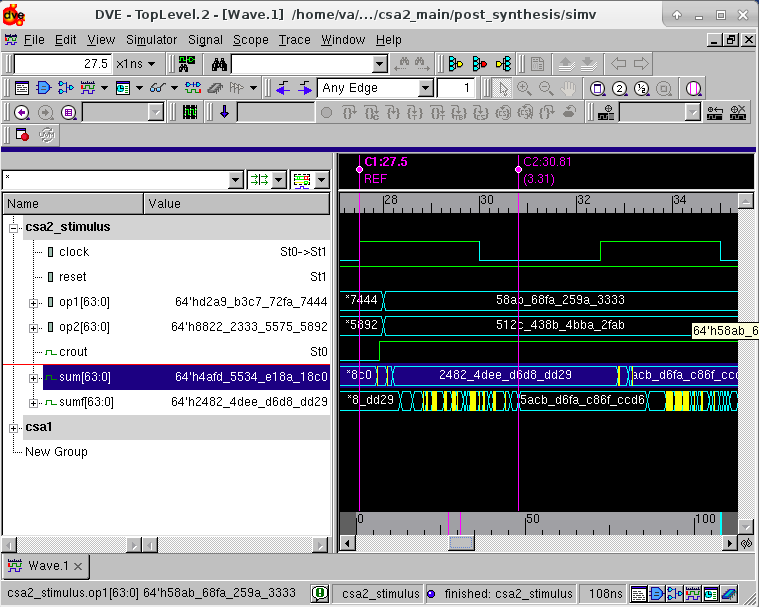 dve
DVE - TopLevel.2 - [Wave.1]  /home/va/.../csa2_main/post_synthesis/simv
File Edit View Simulator Signal Scope Trace Window Help
27.5 x1ns
Any Edge 1
C1:27.5 C2:30.81
REF (3.31)
*
Name Value
28 30 32 34
csa2_stimulus
clock St0->St1
reset St1
op1[63:0] 64'hd2a9_b3c7_72fa_7444 *7444 58ab_68fa_259a_3333
op2[63:0] 64'h8822_2333_5575_5892 *5892 512c_438b_4bba_2fab
64'h58ab_6
crout St0
sum[63:0] 64'h4afd_5534_e18a_18c0 *8c0 2482_4dee_d6d8_dd29 acb_d6fa_c86f_ccd
sumf[63:0] 64'h2482_4dee_d6d8_dd29 *8_dd29 5acb_d6fa_c86f_ccd6
csa1
New Group
0 50 100
Wave.1
csa2_stimulus.op1[63:0] 64'h58ab_68fa_259a_3333 csa2_stimulus finished: csa2_stimulus 108ns